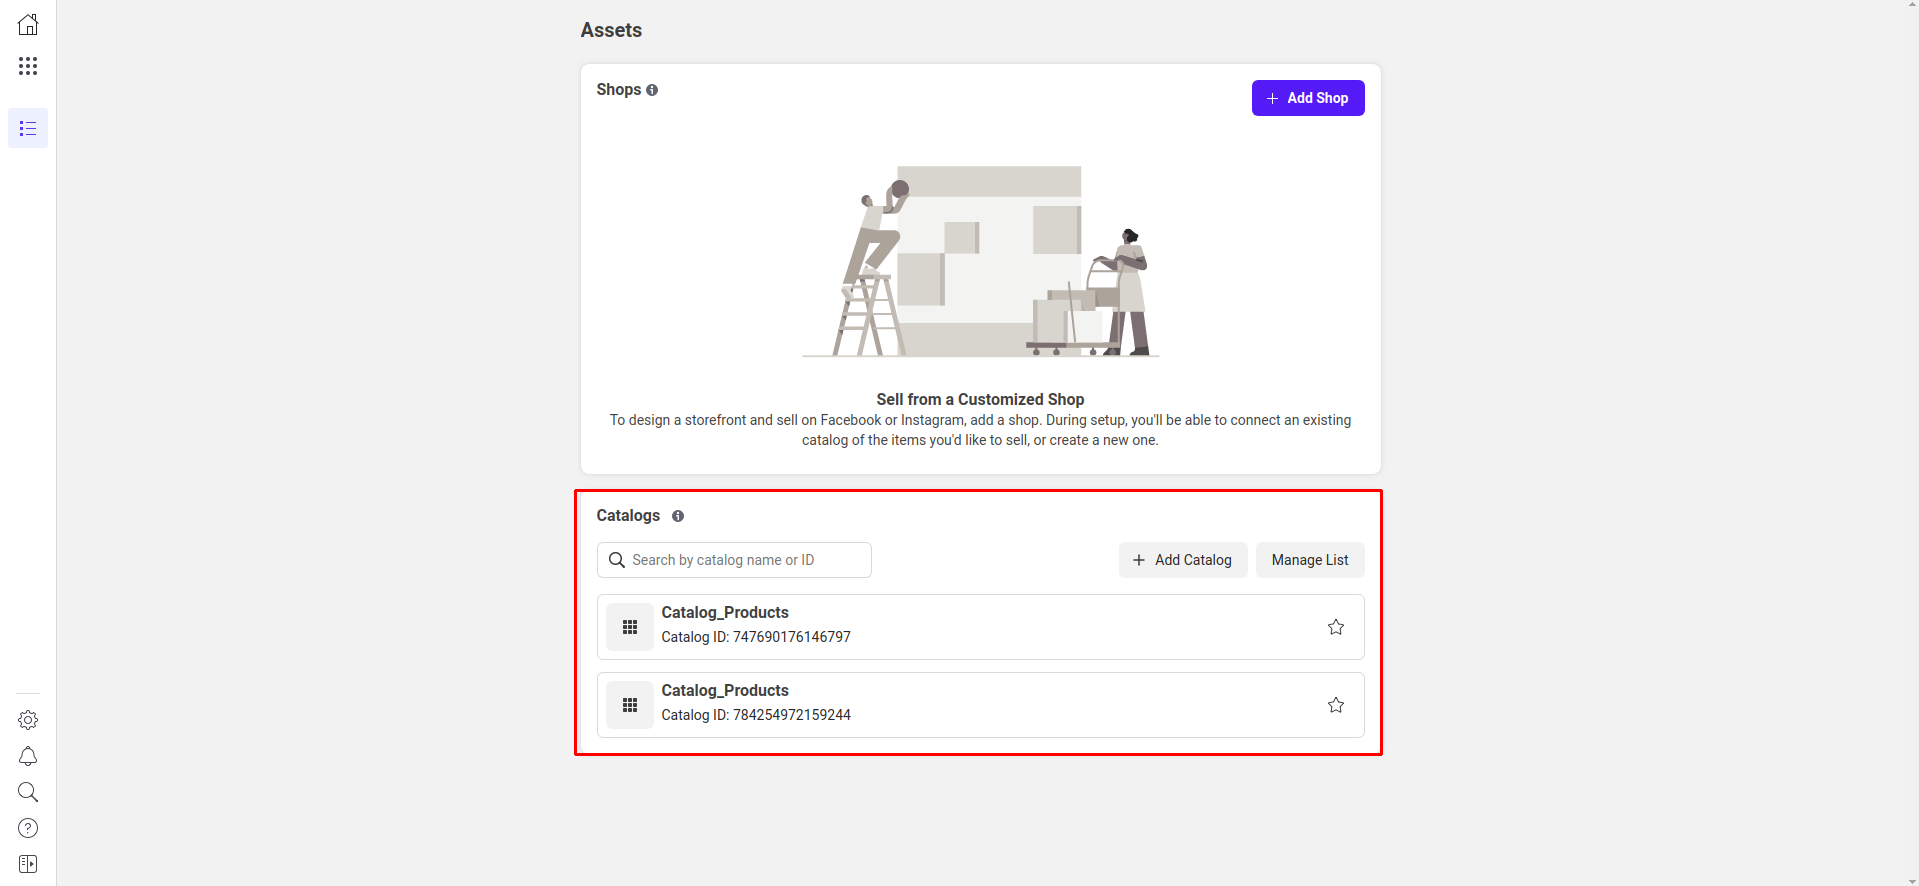 Assets
Shops
Add Shop
Sell from a Customized Shop
To design a storefront and sell on Facebook or Instagram, add a shop. During setup, you'll be able to connect an existing
catalog of the items you'd like to sell, or create a new one.
Catalogs
Search by catalog name or ID
Add Catalog
Manage List
Catalog_Products
Catalog ID: 747690176146797
Catalog_Products
Catalog ID: 784254972159244